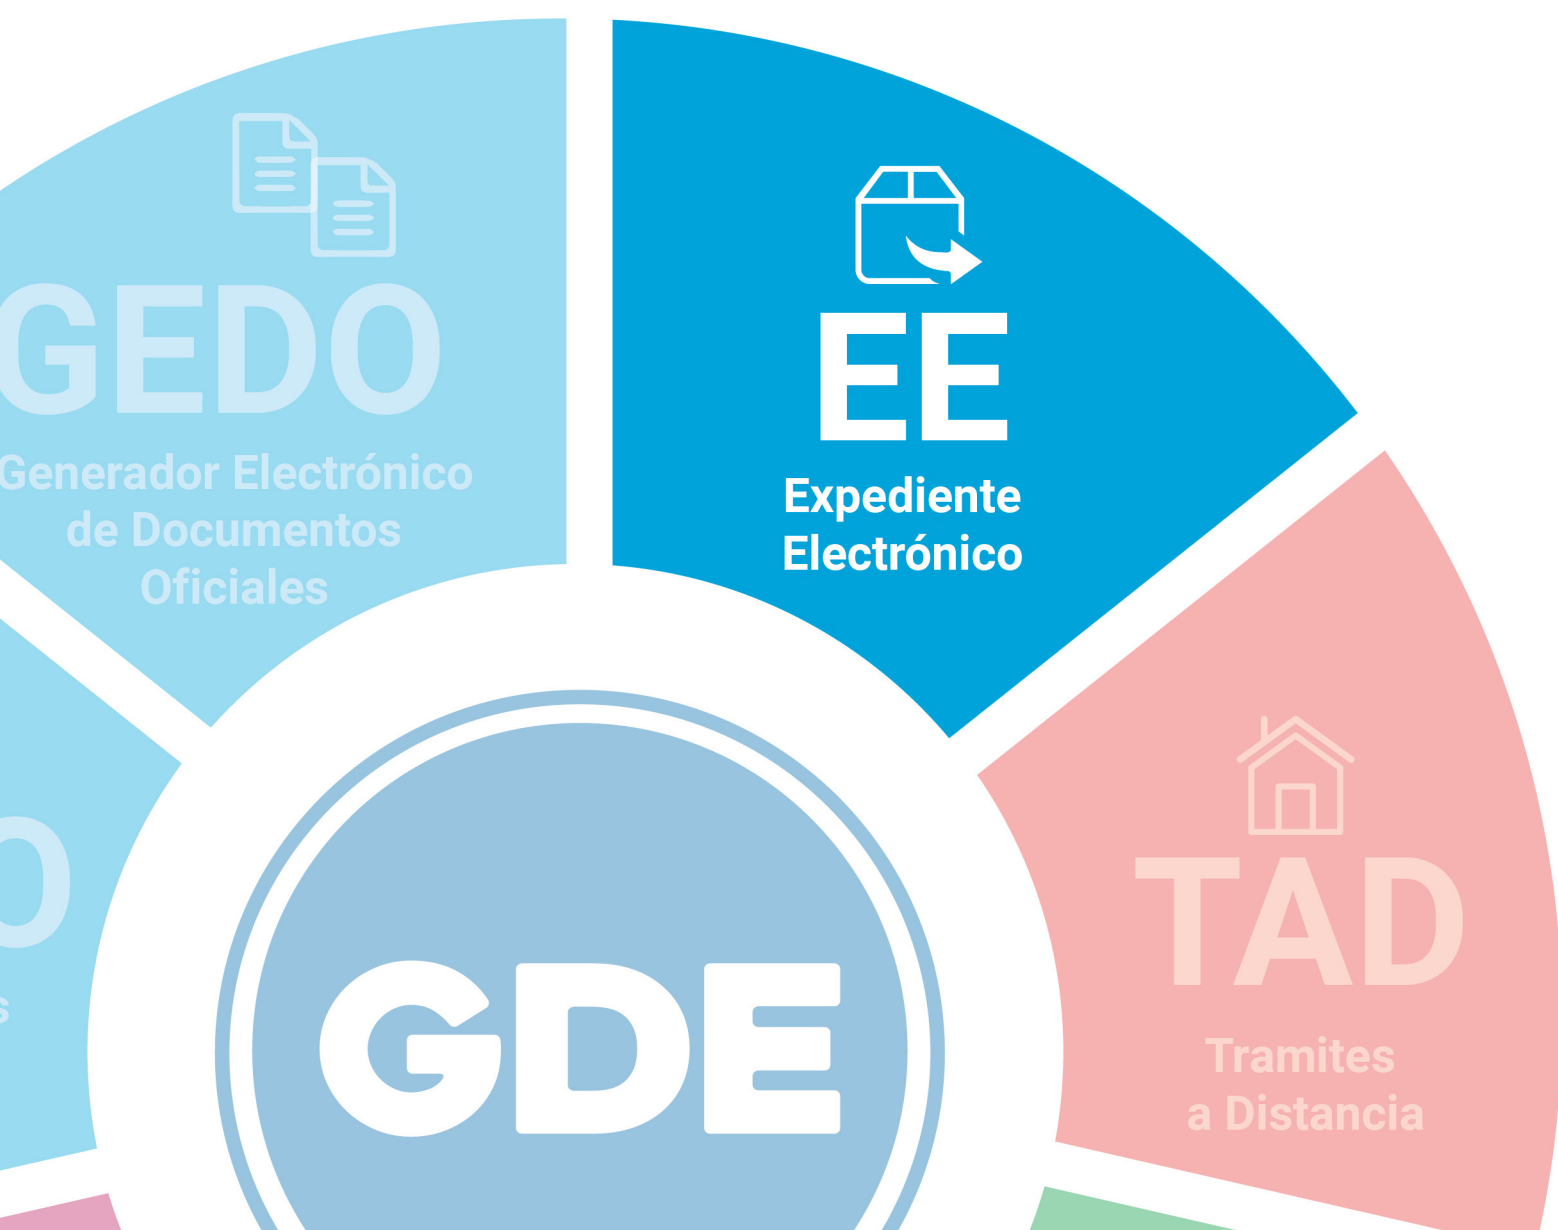 GEDO
Generador Electrónico
de Documentos
Oficiales
EE
Expediente
Electrónico
TAD
Tramites
a Distancia
GDE